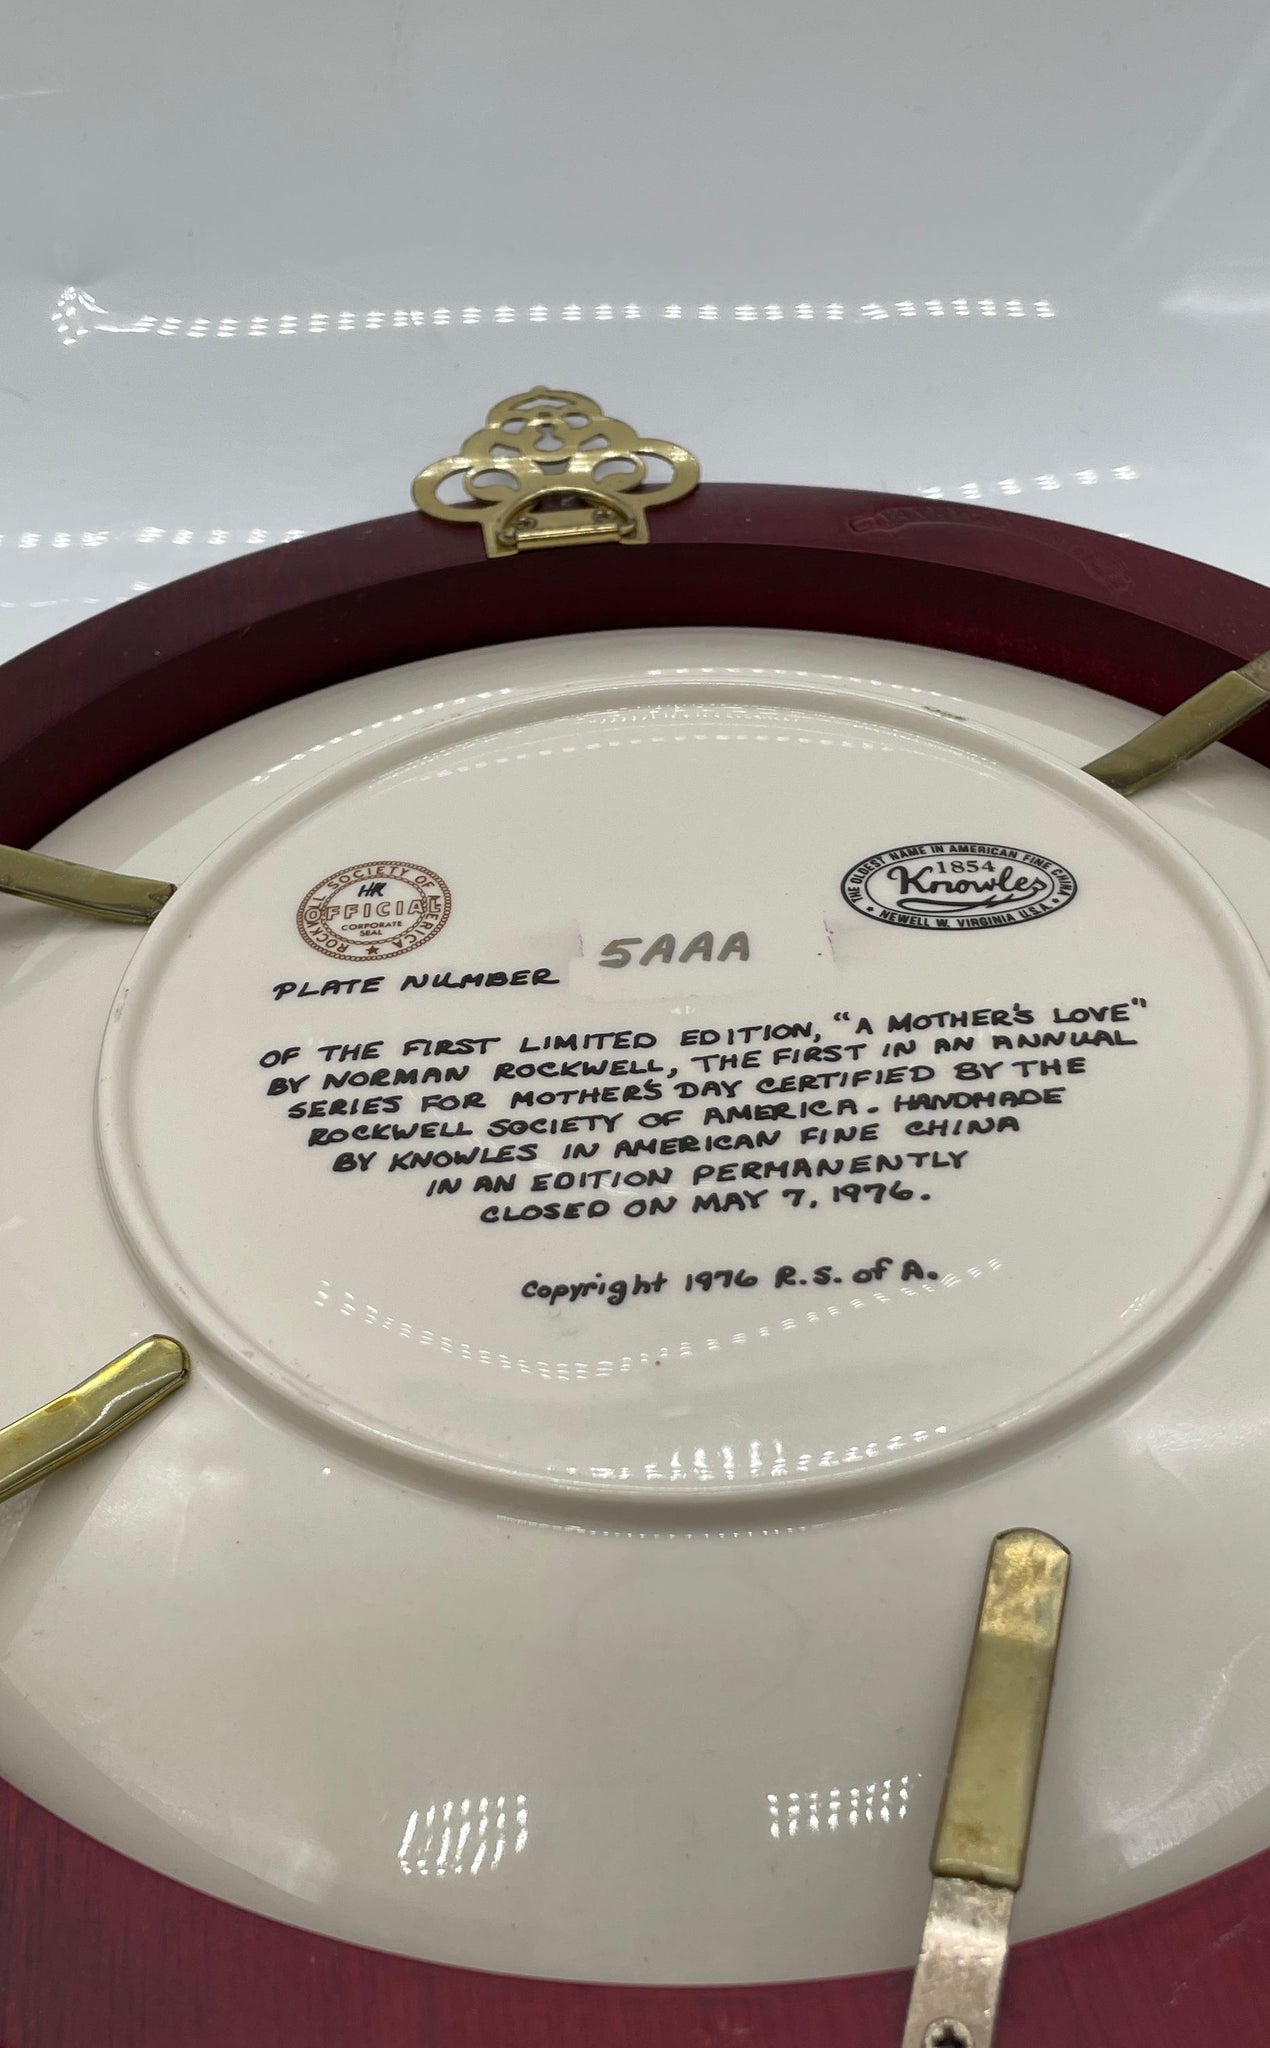 ROCKWELL SOCIETY OF AMERICA
HR
OFFICIAL
CORPORATE
SEAL
THE OLDEST NAME IN AMERICAN FINE CHINA
1854
Knowles
NEWELL W. VIRGINIA U.S.A.
PLATE NUMBER 5AAA
OF THE FIRST LIMITED EDITION, "A MOTHER'S LOVE"
BY NORMAN ROCKWELL, THE FIRST IN AN ANNUAL
SERIES FOR MOTHER'S DAY CERTIFIED BY THE
ROCKWELL SOCIETY OF AMERICA. HANDMADE
BY KNOWLES IN AMERICAN FINE CHINA
IN AN EDITION PERMANENTLY
CLOSED ON MAY 7, 1976.
Copyright 1976 R.S. of A.